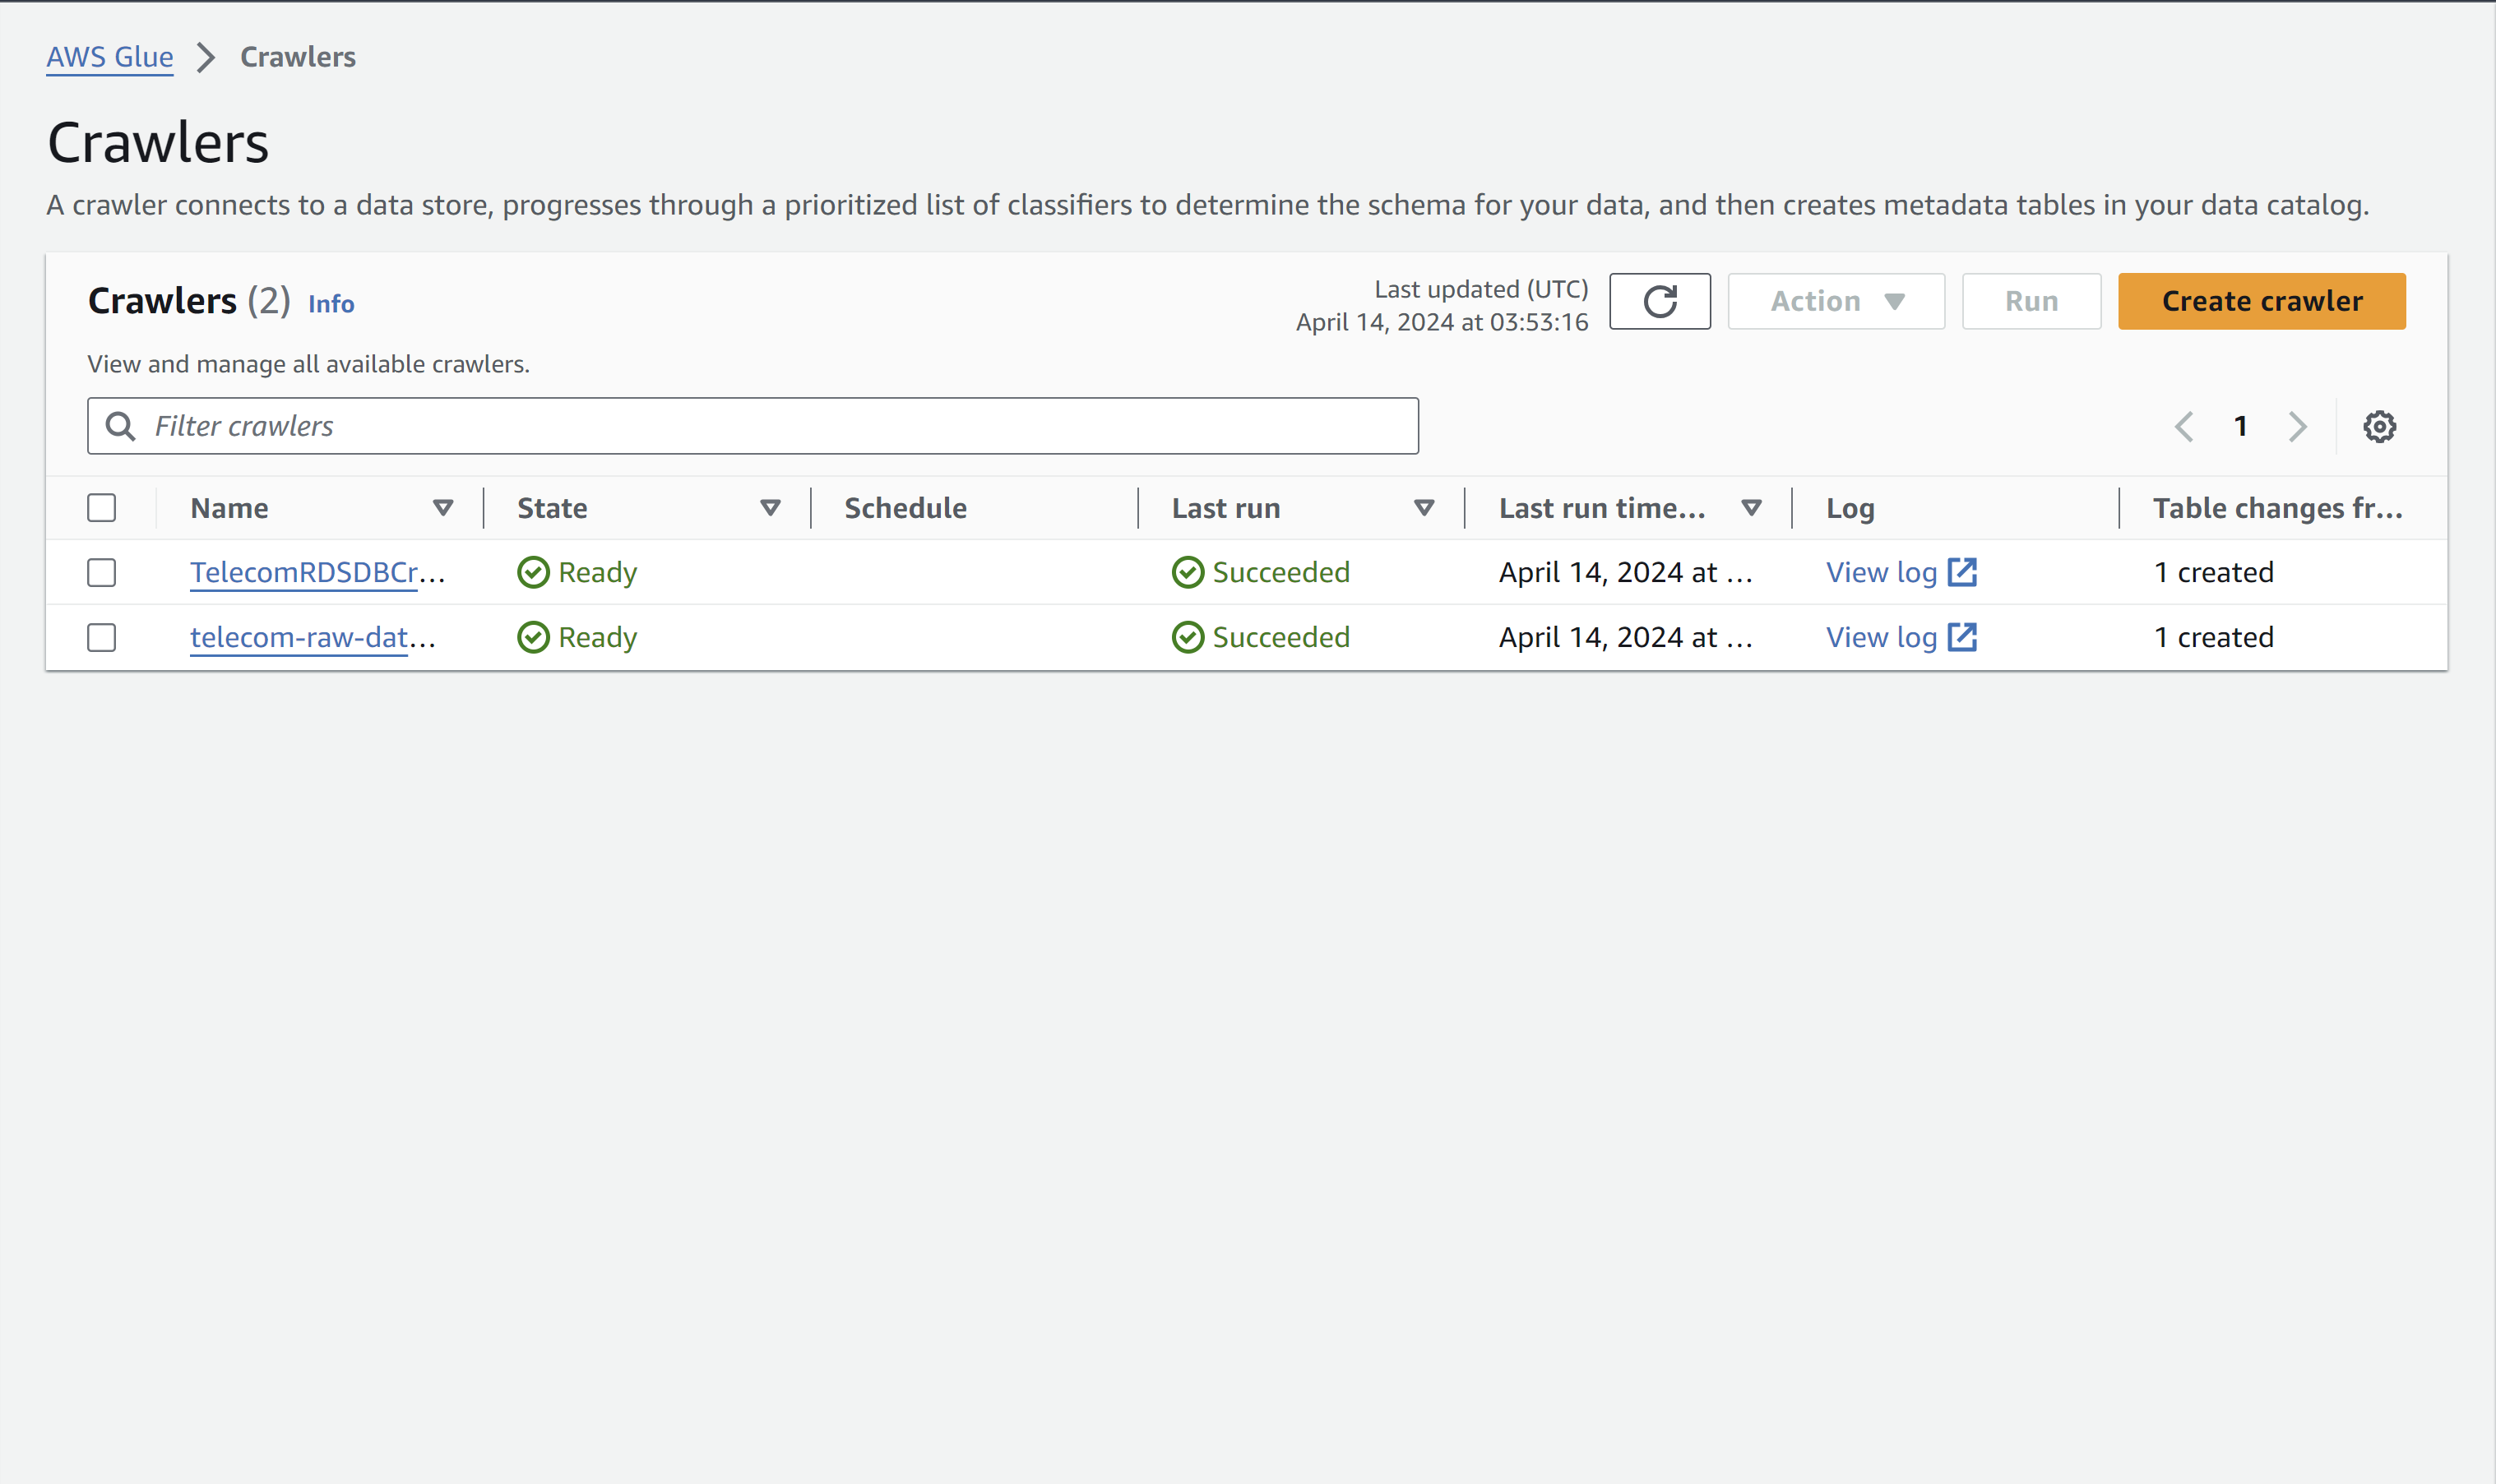 AWS Glue Crawlers
Crawlers
A crawler connects to a data store, progresses through a prioritized list of classifiers to determine the schema for your data, and then creates metadata tables in your data catalog.
Crawlers (2) Info
Last updated (UTC)
April 14, 2024 at 03:53:16
Action Run Create crawler
View and manage all available crawlers.
Filter crawlers 1
Name State Schedule Last run Last run time... Log Table changes fr...
TelecomRDSDBCr... Ready Succeeded April 14, 2024 at ... View log 1 created
telecom-raw-dat... Ready Succeeded April 14, 2024 at ... View log 1 created